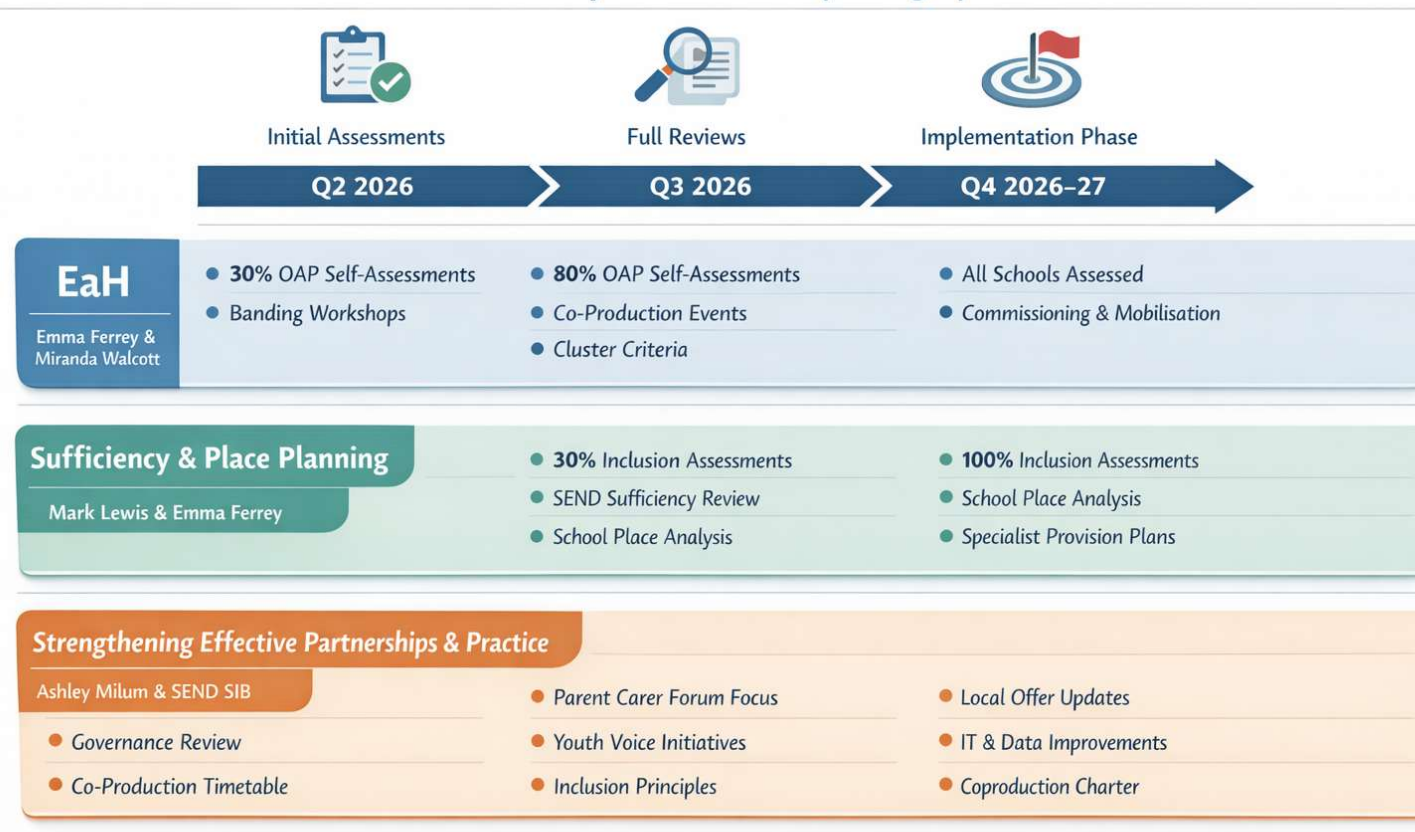 Initial Assessments
Full Reviews
Implementation Phase
Q2 2026
Q3 2026
Q4 2026–27
EaH
Emma Ferrey &
Miranda Walcott
30% OAP Self-Assessments
Banding Workshops
80% OAP Self-Assessments
Co-Production Events
Cluster Criteria
All Schools Assessed
Commissioning & Mobilisation
Sufficiency & Place Planning
Mark Lewis & Emma Ferrey
30% Inclusion Assessments
SEND Sufficiency Review
School Place Analysis
100% Inclusion Assessments
School Place Analysis
Specialist Provision Plans
Strengthening Effective Partnerships & Practice
Ashley Milum & SEND SIB
Governance Review
Co-Production Timetable
Parent Carer Forum Focus
Youth Voice Initiatives
Inclusion Principles
Local Offer Updates
IT & Data Improvements
Coproduction Charter